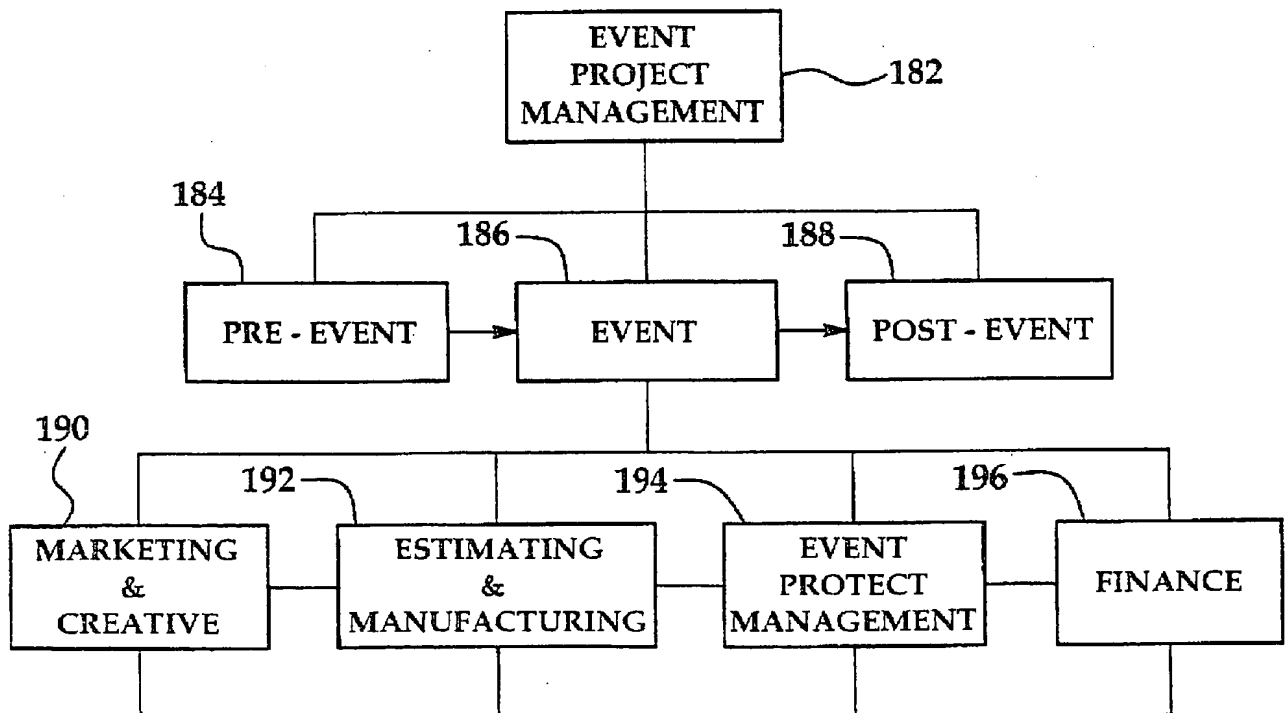 EVENT
PROJECT
MANAGEMENT
182
184
186
188
PRE - EVENT
EVENT
POST - EVENT
190
192
194
196
MARKETING
&
CREATIVE
ESTIMATING
&
MANUFACTURING
EVENT
PROTECT
MANAGEMENT
FINANCE